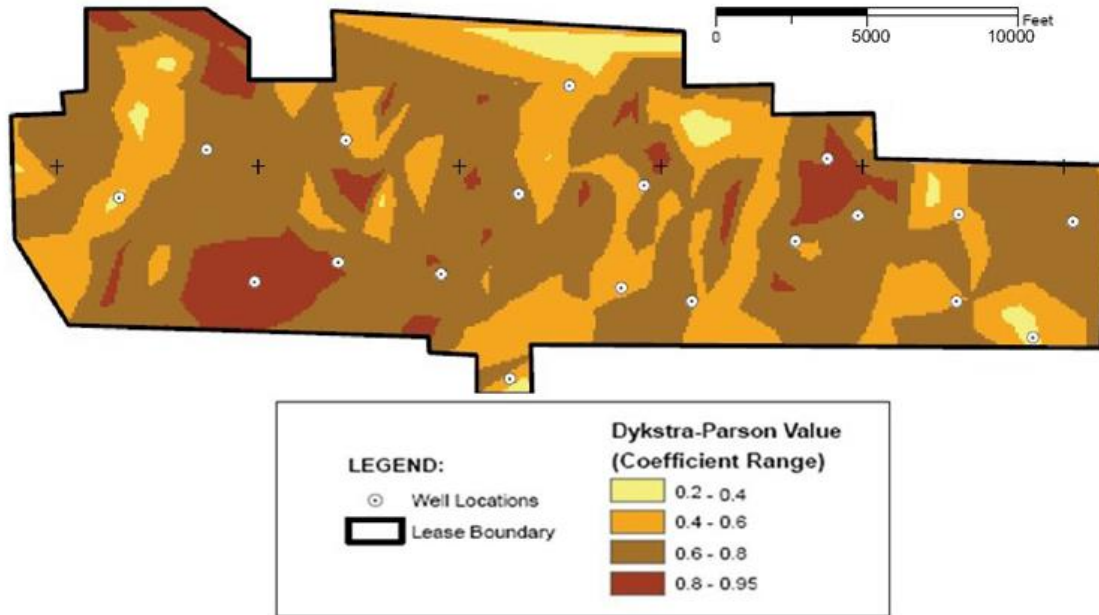 Feet
0 5000 10000
LEGEND:
Well Locations
Lease Boundary
Dykstra-Parson Value
(Coefficient Range)
0.2 - 0.4
0.4 - 0.6
0.6 - 0.8
0.8 - 0.95